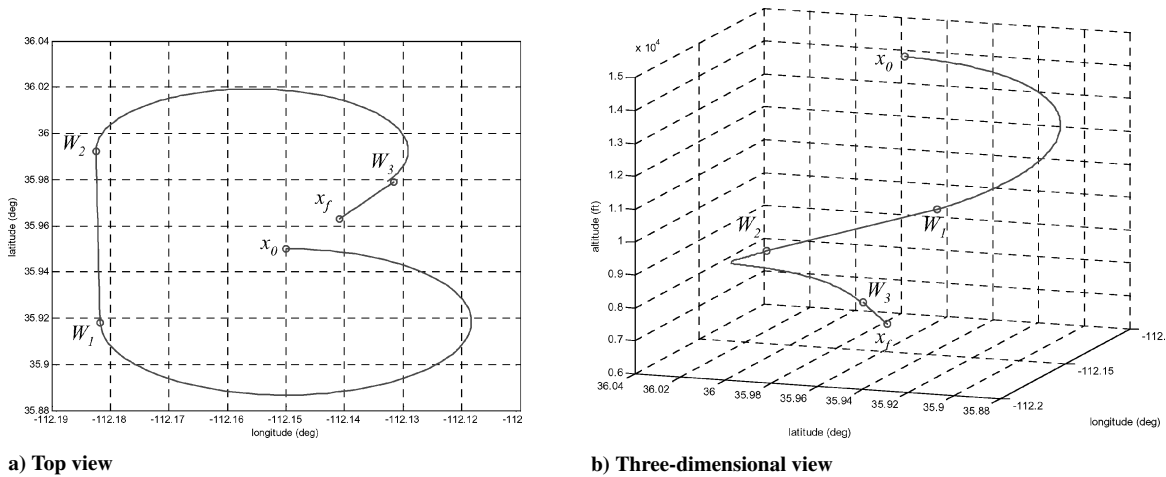 36.04
36.02
36
35.98
35.96
35.94
35.92
35.9
35.88
latitude (deg)
W2
W3
xf
x0
W1
-112.19
-112.18
-112.17
-112.16
-112.15
-112.14
-112.13
-112.12
-112
longitude (deg)
a) Top view
x 10^4
1.5
1.4
1.3
1.2
1.1
1
0.9
0.8
0.7
0.6
altitude (ft)
x0
W1
W2
W3
xf
36.04
36.02
36
35.98
35.96
35.94
35.92
35.9
35.88
latitude (deg)
-112.2
-112.15
-112.
longitude (deg)
b) Three-dimensional view